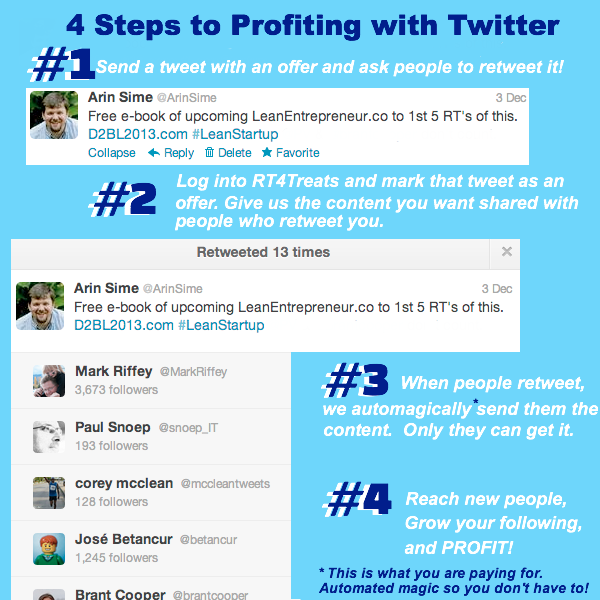 4 Steps to Profiting with Twitter
#1 Send a tweet with an offer and ask people to retweet it!
Arin Sime @ArinSime 3 Dec
Free e-book of upcoming LeanEntrepreneur.co to 1st 5 RT's of this.
D2BL2013.com #LeanStartup
Collapse Reply Delete Favorite
#2 Log into RT4Treats and mark that tweet as an
offer. Give us the content you want shared with
people who retweet you.
Retweeted 13 times ×
Arin Sime @ArinSime 3 Dec
Free e-book of upcoming LeanEntrepreneur.co to 1st 5 RT's of this.
D2BL2013.com #LeanStartup
Mark Riffey @MarkRiffey
3,673 followers
Paul Snoep @snoep_IT
193 followers
corey mcclean @mccleantweets
128 followers
José Betancur @betancur
1,245 followers
Brant Cooper @brantcooper
#3 When people retweet,
we automagically* send them the
content. Only they can get it.
#4 Reach new people,
Grow your following,
and PROFIT!
* This is what you are paying for.
Automated magic so you don't have to!